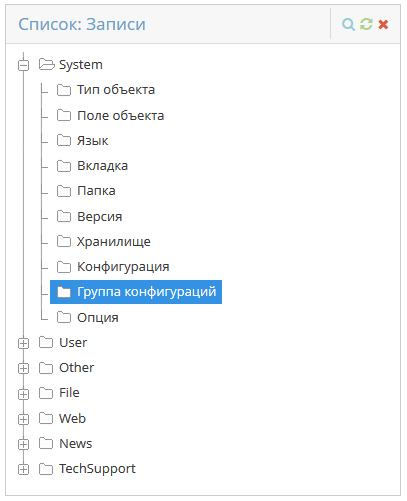 Список: Записи
System
Тип объекта
Поле объекта
Язык
Вкладка
Папка
Версия
Хранилище
Конфигурация
Группа конфигураций
Опция
User
Other
File
Web
News
TechSupport